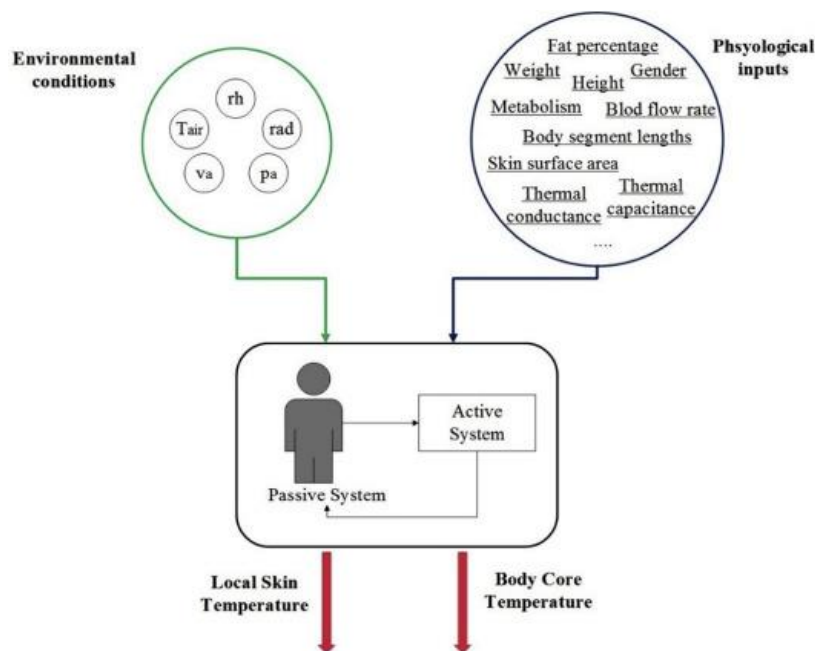 Environmental
conditions
rh
Tair
rad
va
pa
Phsyological
inputs
Fat percentage
Weight
Height
Gender
Metabolism
Blod flow rate
Body segment lengths
Skin surface area
Thermal
conductance
Thermal
capacitance
....
Active
System
Passive System
Local Skin
Temperature
Body Core
Temperature